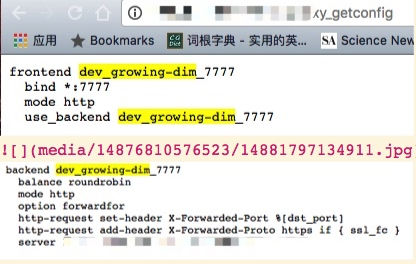 xy_getconfig
应用 Bookmarks 词根字典 - 实用的英... SA Science New
frontend dev_growing-dim_7777
bind *:7777
mode http
use_backend dev_growing-dim_7777
![](media/14876810576523/14881797134911.jpg
backend dev_growing-dim_7777
balance roundrobin
mode http
option forwardfor
http-request set-header X-Forwarded-Port %[dst_port]
http-request add-header X-Forwarded-Proto https if { ssl_fc }
server